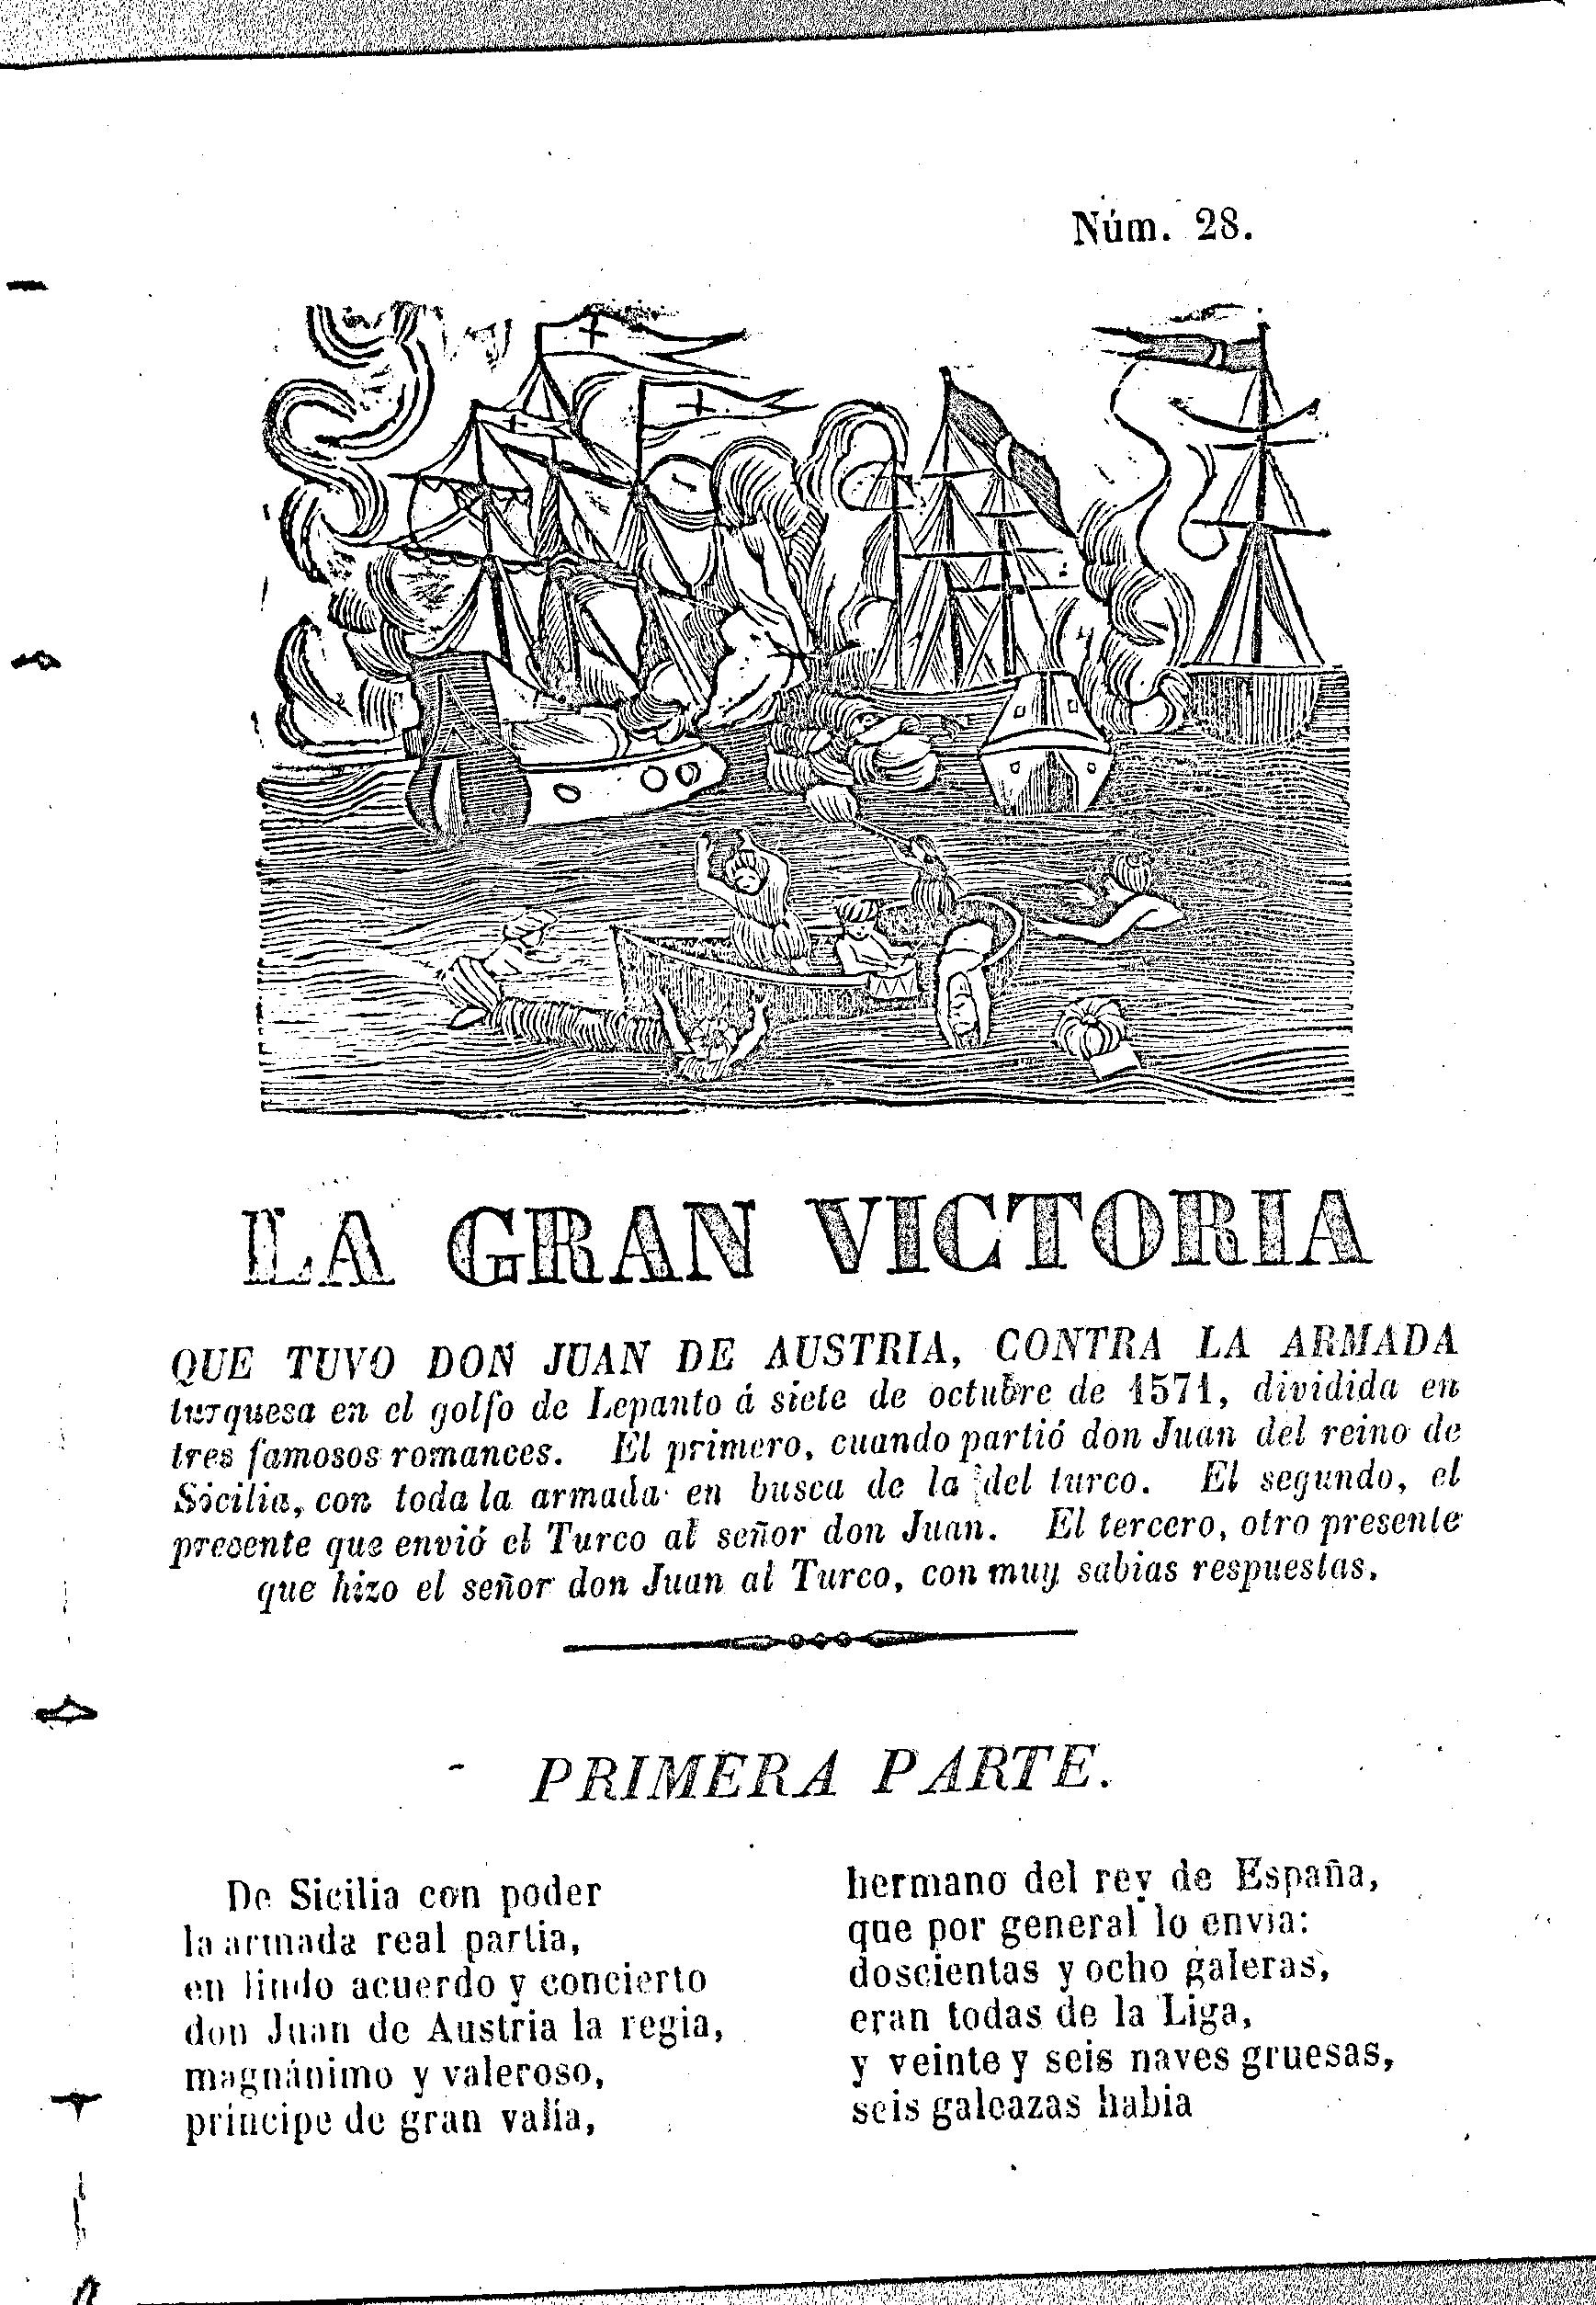 Núm. 28.
LA GRAN VICTORIA
QUE TUVO DON JUAN DE AUSTRIA, CONTRA LA ARMADA
turquesa en el golfo de Lepanto á siete de octubre de 1571, dividida en
tres famosos romances. El primero, cuando partió don Juan del reino de
Sicilia, con toda la armada en busca de la del turco. El segundo, el
presente que envió el Turco al señor don Juan. El tercero, otro presente
que hizo el señor don Juan al Turco, con muy sabias respuestas.
PRIMERA PARTE.
De Sicilia con poder
la armada real partia,
en lindo acuerdo y concierto
don Juan de Austria la regia,
magnánimo y valeroso,
príncipe de gran valía,
hermano del rey de España,
que por general lo envia:
doscientas y ocho galeras,
eran todas de la Liga,
y veinte y seis naves gruesas,
seis galeazas habia